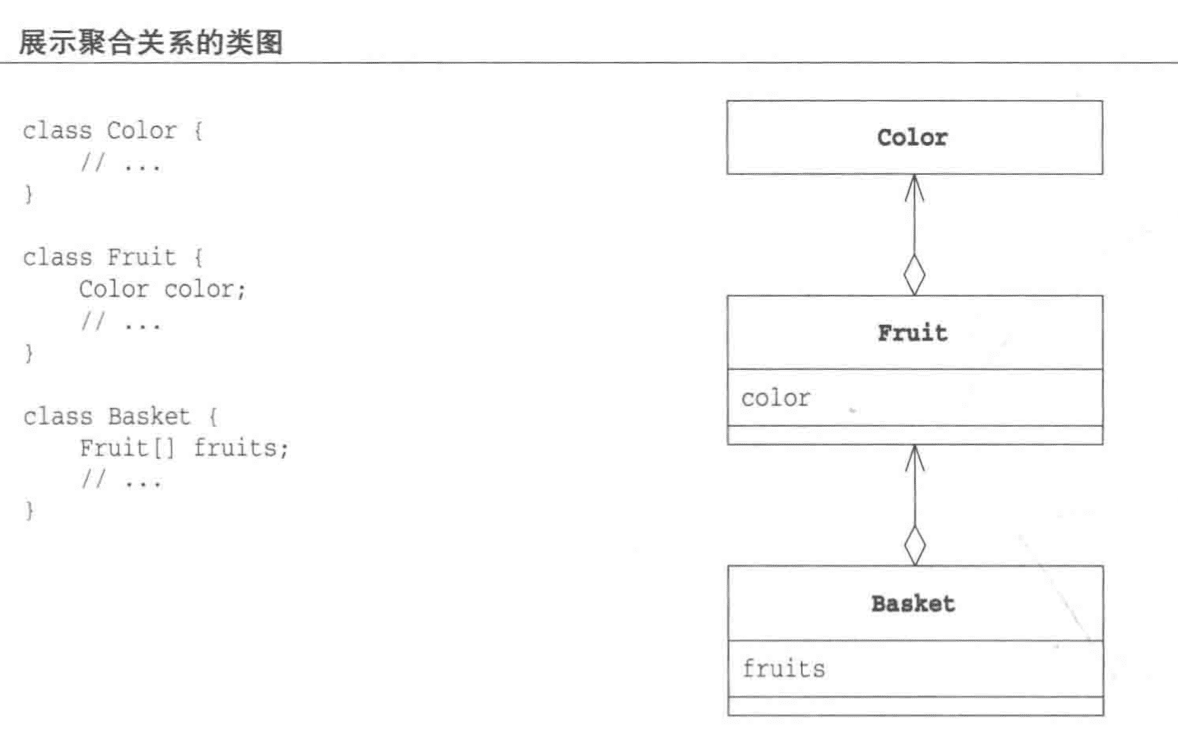 展示聚合关系的类图
class Color {
    // ...
}
class Fruit {
    Color color;
    // ...
}
class Basket {
    Fruit[] fruits;
    // ...
}
Color
Fruit
color
Basket
fruits